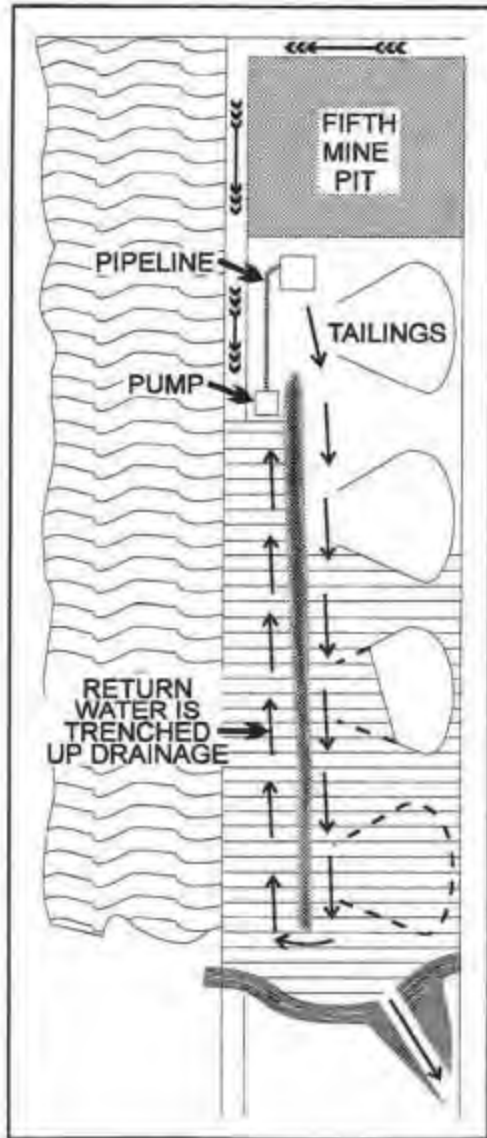 FIFTH
MINE
PIT
PIPELINE
TAILINGS
PUMP
RETURN
WATER IS
TRENCHED
UP DRAINAGE